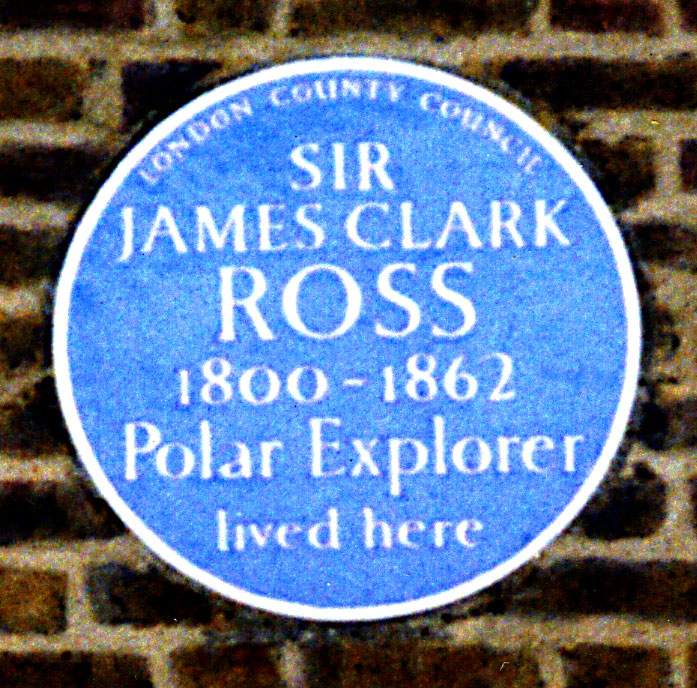 LONDON COUNTY COUNCIL
SIR
JAMES CLARK
ROSS
1800-1862
Polar Explorer
lived here